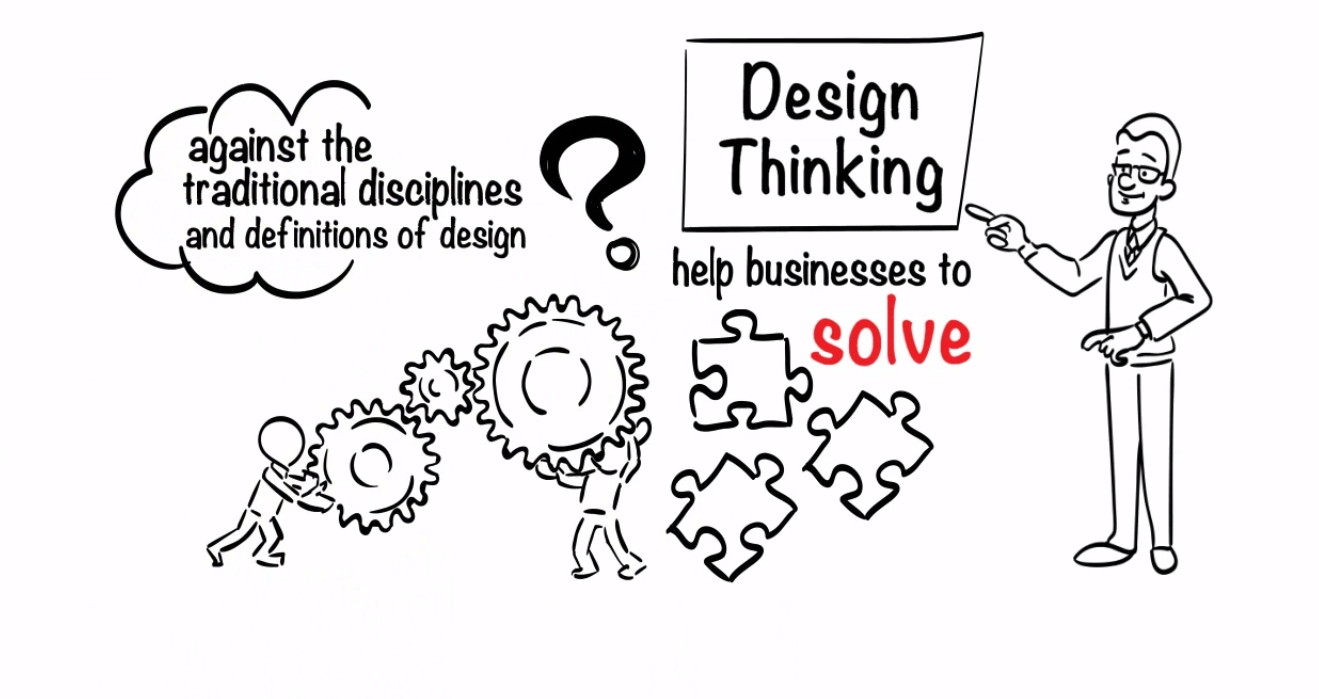 against the
traditional disciplines
and definitions of design
Design
Thinking
help businesses to
solve